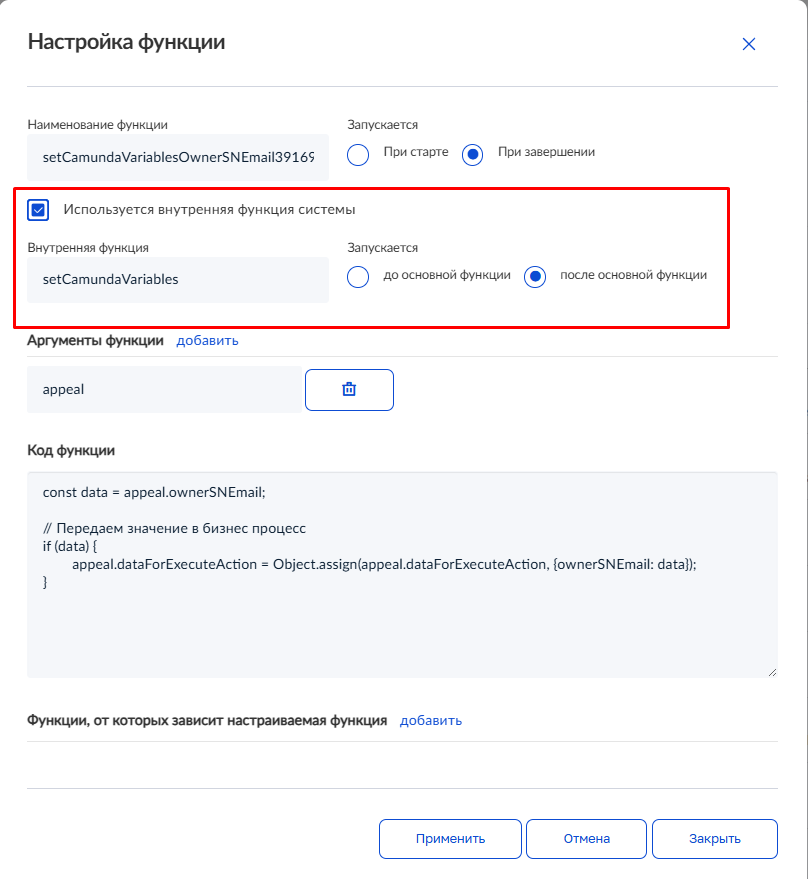 Настройка функции
Наименование функции
Запускается
setCamundaVariablesOwnerSNEmail39169
При старте
При завершении
Используется внутренняя функция системы
Внутренняя функция
Запускается
setCamundaVariables
до основной функции
после основной функции
Аргументы функции добавить
appeal
Код функции
const data = appeal.ownerSNEmail;
// Передаем значение в бизнес процесс
if (data) {
appeal.dataForExecuteAction = Object.assign(appeal.dataForExecuteAction, {ownerSNEmail: data});
}
Функции, от которых зависит настраиваемая функция добавить
Применить
Отмена
Закрыть